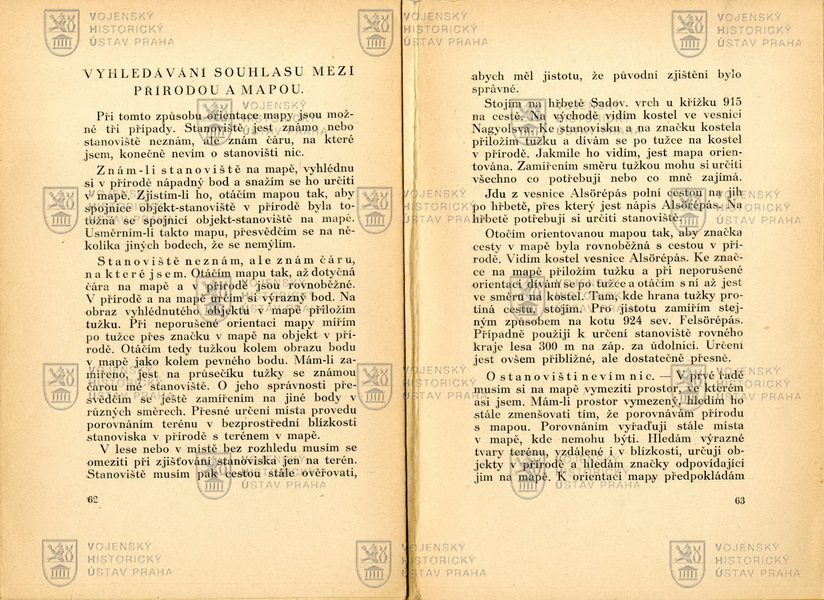 VYHLEDÁVÁNÍ SOUHLASU MEZI
PŘÍRODOU A MAPOU.
Při tomto způsobu orientace mapy jsou mož-
né tři případy. Stanoviště jest známo nebo
stanoviště neznám, ale znám čáru, na které
jsem, konečně nevím o stanovišti nic.
Znám-li stanoviště na mapě, vyhlédnu
si v přírodě nápadný bod a snažím se ho určiti
v mapě. Zjistím-li ho, otáčím mapou tak, aby
spojnice objekt-stanoviště v přírodě byla to-
tožná se spojnicí objekt-stanoviště na mapě.
Usměrním-li takto mapu, přesvědčím se na ně-
kolika jiných bodech, že se nemýlím.
Stanoviště neznám, ale znám čáru,
na které jsem. Otáčím mapu tak, až dotyčná
čára na mapě a v přírodě jsou rovnoběžné.
V přírodě a na mapě určím si výrazný bod. Na
obraz vyhlédnutého objektu v mapě přiložím
tužku. Při neporušené orientaci mapy mířím
po tužce přes značku v mapě na objekt v pří-
rodě. Otáčím tedy tužkou kolem obrazu bodu
v mapě jako kolem pevného bodu. Mám-li za-
mířeno, jest na průsečíku tužky se známou
čarou mé stanoviště. O jeho správnosti pře-
svědčím se ještě zamířením na jiné body v
různých směrech. Přesné určení místa provedu
porovnáním terénu v bezprostřední blízkosti
stanoviska v přírodě s terénem v mapě.
V lese nebo v místě bez rozhledu musím se
omeziti při zjišťování stanoviska jen na terén.
Stanoviště musím pak cestou stále ověřovati,
62
abych měl jistotu, že původní zjištění bylo
správné.
Stojím na hřbetě Sadov. vrch u křížku 915
na cestě. Na východě vidím kostel ve vesnici
Nagyolsva. Ke stanovisku a na značku kostela
přiložím tužku a dívám se po tužce na kostel
v přírodě. Jakmile ho vidím, jest mapa orien-
tována. Zamířením směru tužkou mohu si určiti
všechno co potřebuji nebo co mně zajímá.
Jdu z vesnice Alsörépás polní cestou na jih
po hřbetě, přes který jest nápis Alsörépás. Na
hřbetě potřebuji si určiti stanoviště.
Otočím orientovanou mapou tak, aby značka
cesty v mapě byla rovnoběžná s cestou v pří-
rodě. Vidím kostel vesnice Alsörépás. Ke znač-
ce na mapě přiložím tužku a při neporušené
orientaci dívám se po tužce a otáčím s ní až jest
ve směru na kostel. Tam, kde hrana tužky pro-
tíná cestu, stojím. Pro jistotu zamířím stej-
ným způsobem na kotu 924 sev. Felsörépás.
Případně použiji k určení stanoviště rovného
kraje lesa 300 m na záp. za údolnicí. Určení
jest ovšem přibližné, ale dostatečně přesné.
O stanovišti nevím nic. — V prvé řadě
musím si na mapě vymeziti prostor, ve kterém
asi jsem. Mám-li prostor vymezený, hledím ho
stále zmenšovati tím, že porovnávám přírodu
s mapou. Porovnáním vyřaďuji stále místa
v mapě, kde nemohu býti. Hledám výrazné
tvary terénu, vzdálené i v blízkosti, určuji ob-
jekty v přírodě a hledám značky odpovídající
jim na mapě. K orientaci mapy předpokládám
63